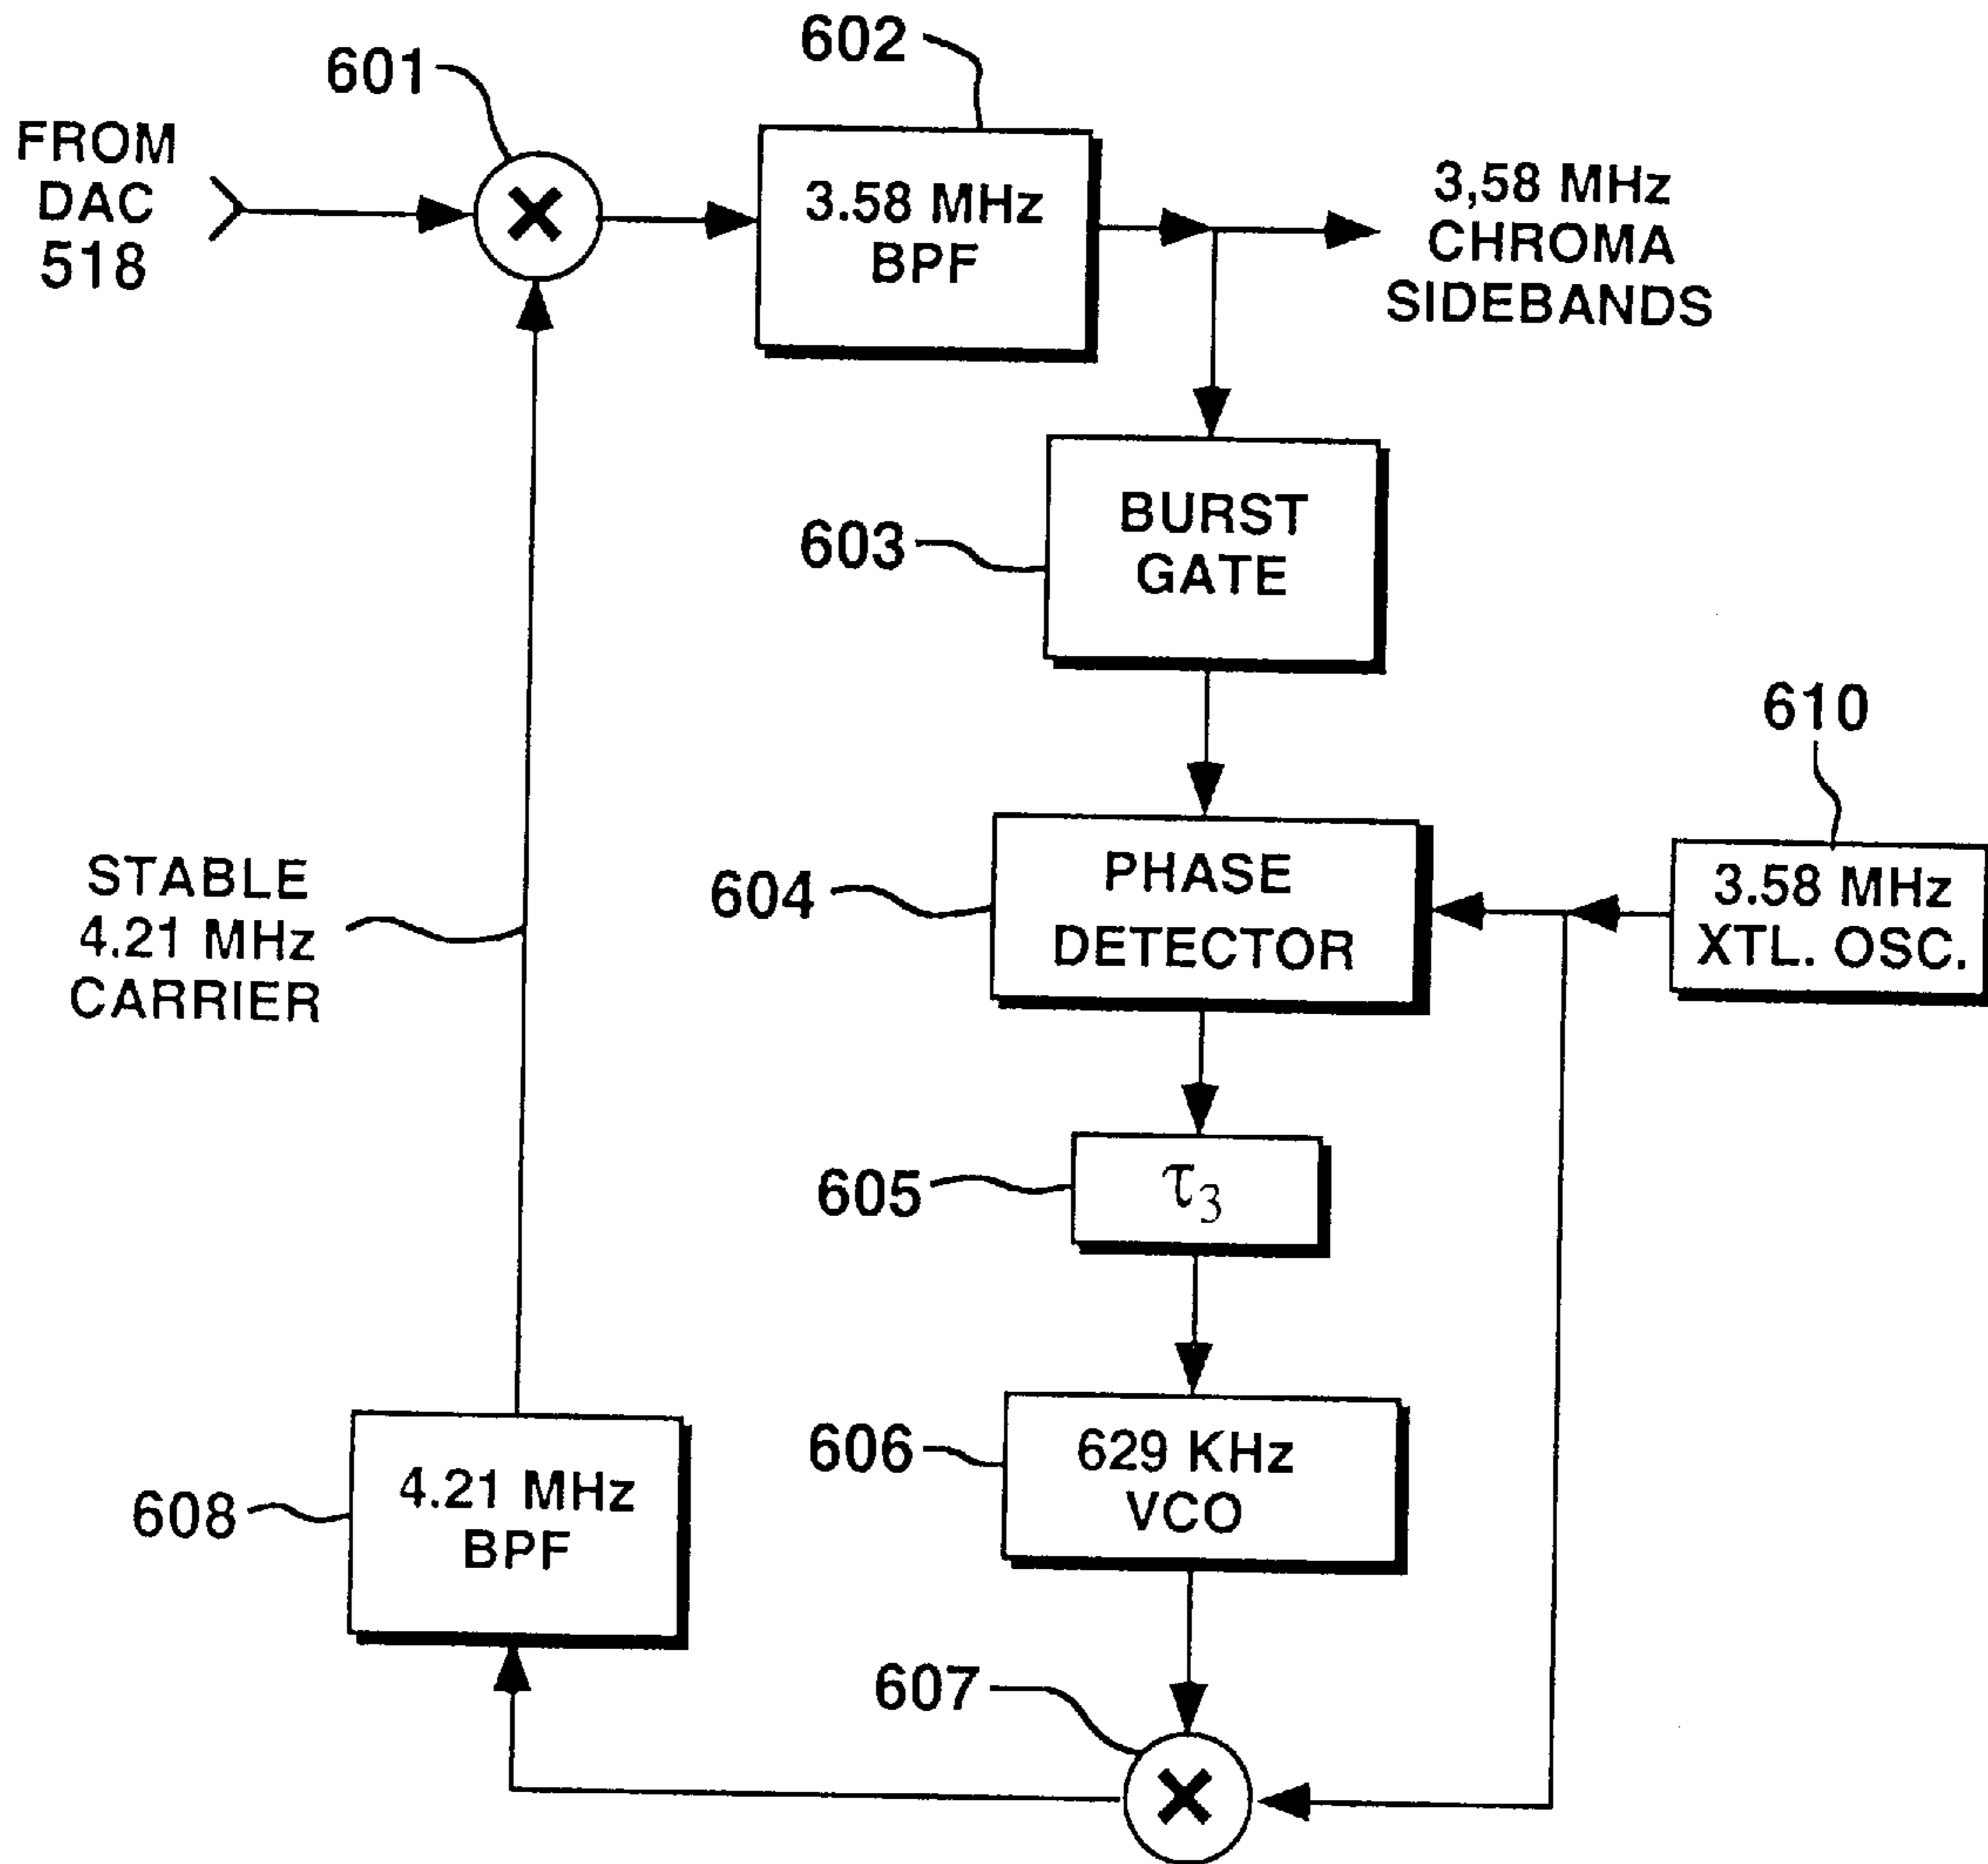 602
601
FROM
DAC
518
3.58 MHz
BPF
3,58 MHz
CHROMA
SIDEBANDS
603
BURST
GATE
610
604
PHASE
DETECTOR
3.58 MHz
XTL. OSC.
STABLE
4.21 MHz
CARRIER
605
τ3
606
629 KHz
VCO
608
4.21 MHz
BPF
607